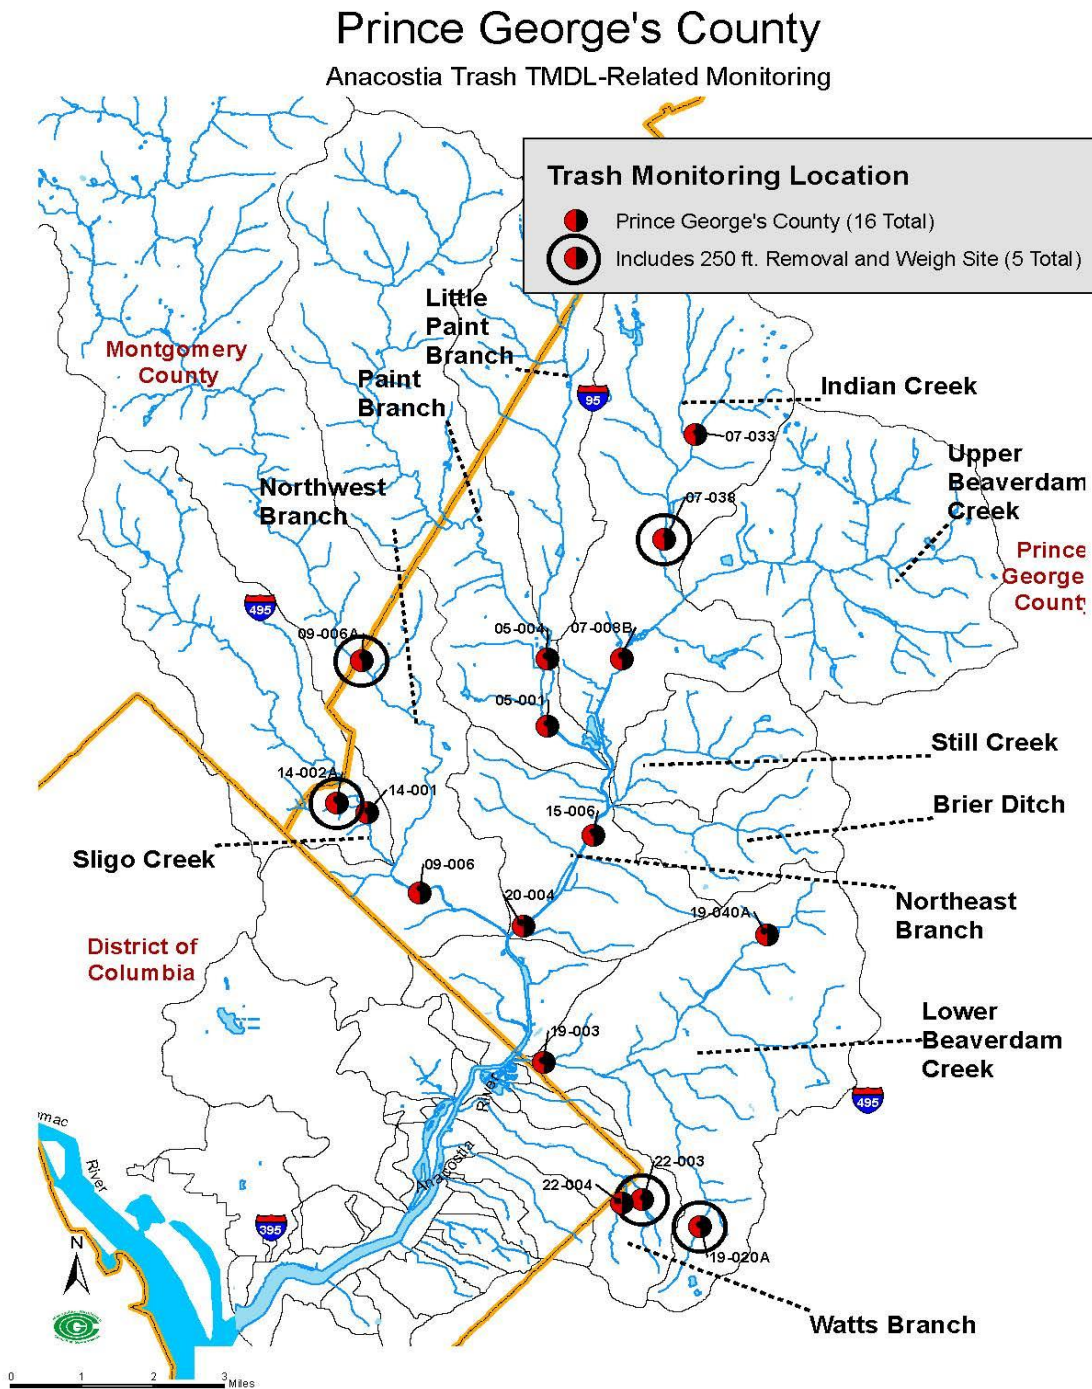 Prince George's County
Anacostia Trash TMDL-Related Monitoring
Trash Monitoring Location
Prince George's County (16 Total)
Includes 250 ft. Removal and Weigh Site (5 Total)
Little
Paint
Branch
Montgomery
County
Paint
Branch
95
Indian Creek
07-033
Upper
Beaverdam
Creek
Northwest
Branch
07-038
Prince
George
County
495
09-006A
05-004
07-008B
05-001
Still Creek
14-002A
14-001
15-006
Brier Ditch
Sligo Creek
09-006
20-004
19-040A
Northeast
Branch
District of
Columbia
19-003
Lower
Beaverdam
Creek
495
River
Anacostia
mac
River
22-003
22-004
19-020A
395
N
Watts Branch
0 1 2 3
Miles